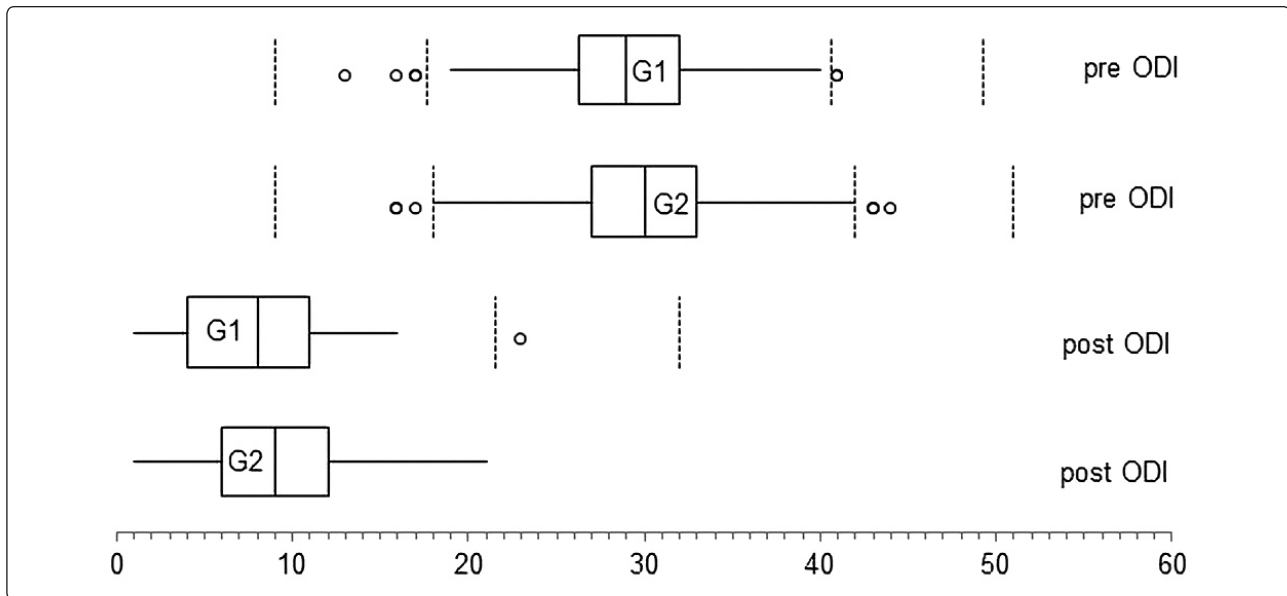 G1 pre ODI
G2 pre ODI
G1 post ODI
G2 post ODI
0 10 20 30 40 50 60